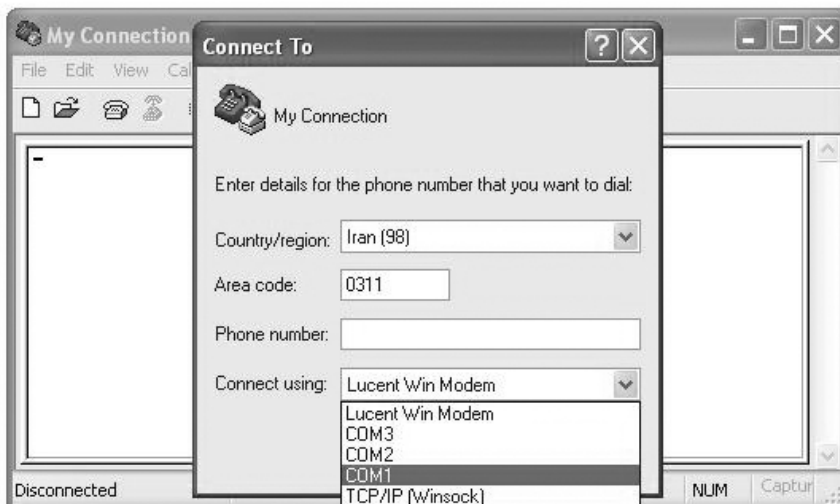 My Connection
File Edit View Cal
Connect To
My Connection
Enter details for the phone number that you want to dial:
Country/region: Iran (98)
Area code: 0311
Phone number:
Connect using: Lucent Win Modem
Lucent Win Modem
COM3
COM2
COM1
TCP/IP (Winsock)
Disconnected NUM Captur